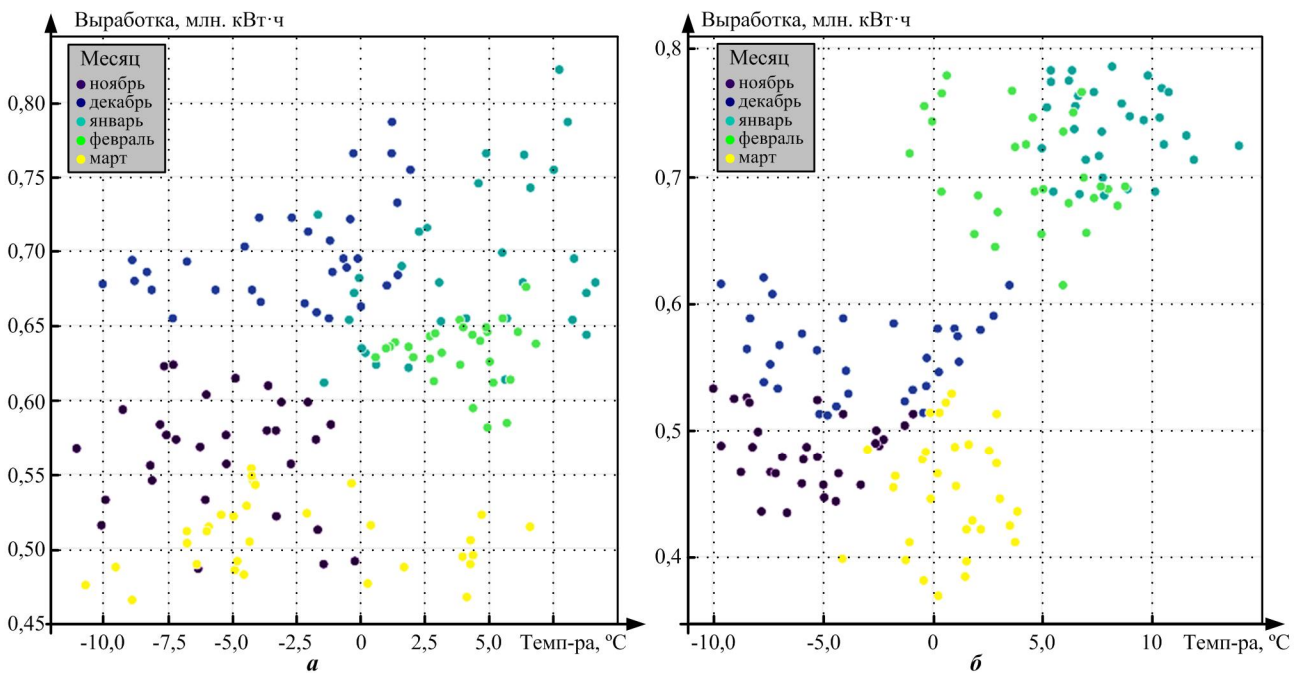 Выработка, млн. кВт·ч
Месяц
ноябрь
декабрь
январь
февраль
март
0,80
0,75
0,70
0,65
0,60
0,55
0,50
0,45
-10,0 -7,5 -5,0 -2,5 0 2,5 5,0 Темп-ра, ºС
а
Выработка, млн. кВт·ч
Месяц
ноябрь
декабрь
январь
февраль
март
0,8
0,7
0,6
0,5
0,4
-10,0 -5,0 0 5,0 10 Темп-ра, ºС
б